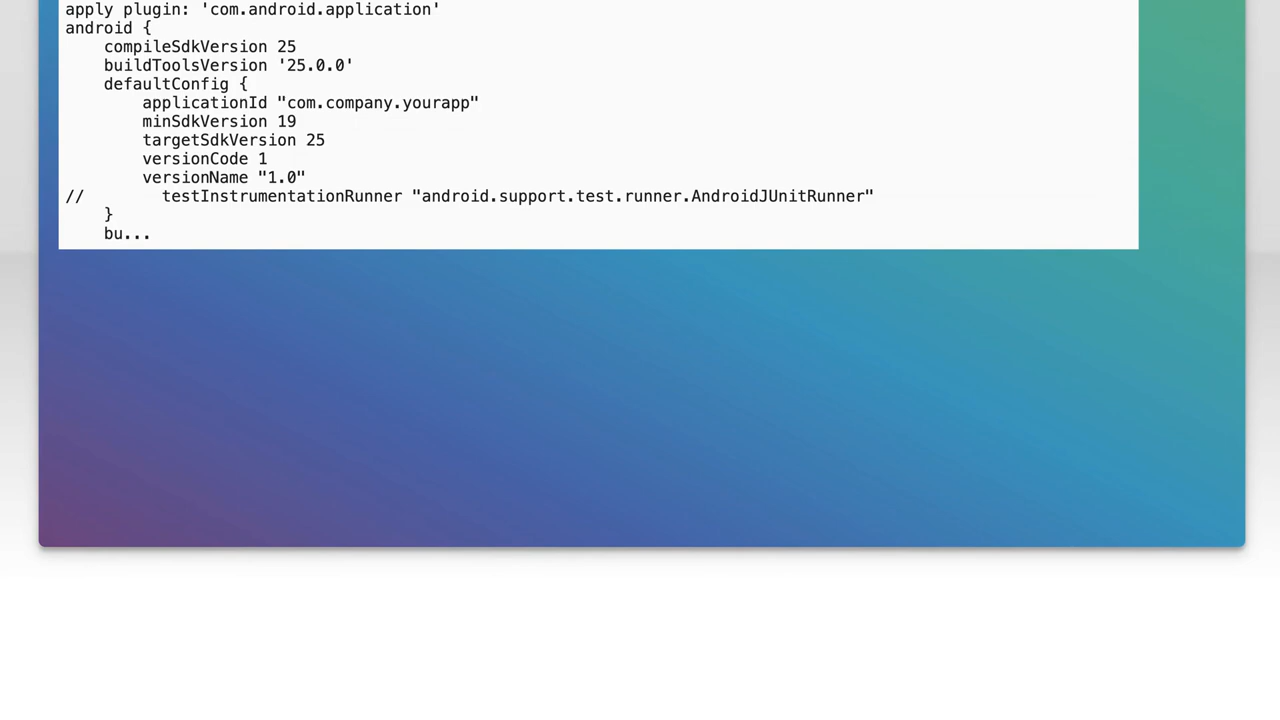 apply plugin: 'com.android.application'
android {
    compileSdkVersion 25
    buildToolsVersion '25.0.0'
    defaultConfig {
        applicationId "com.company.yourapp"
        minSdkVersion 19
        targetSdkVersion 25
        versionCode 1
        versionName "1.0"
//        testInstrumentationRunner "android.support.test.runner.AndroidJUnitRunner"
    }
    bu...